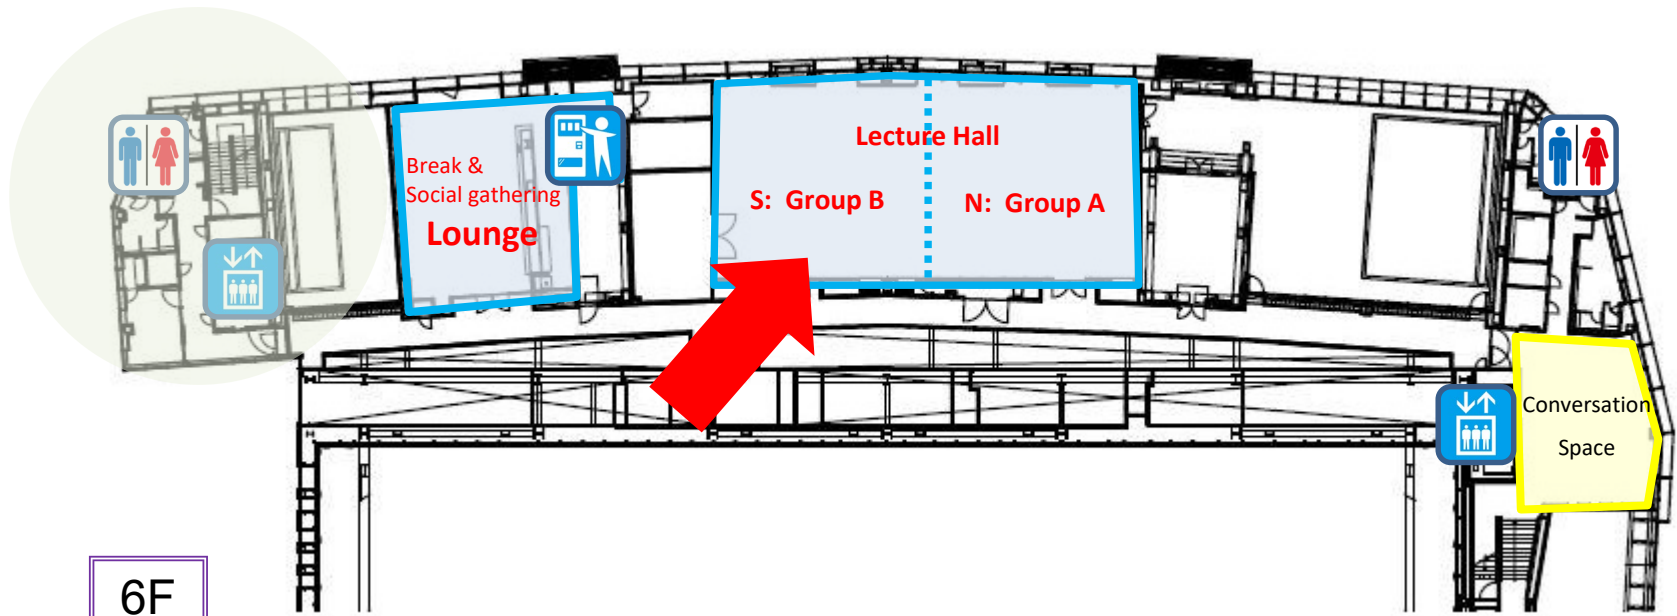 Break &
Social gathering
Lounge
Lecture Hall
S: Group B
N: Group A
Conversation
Space
6F